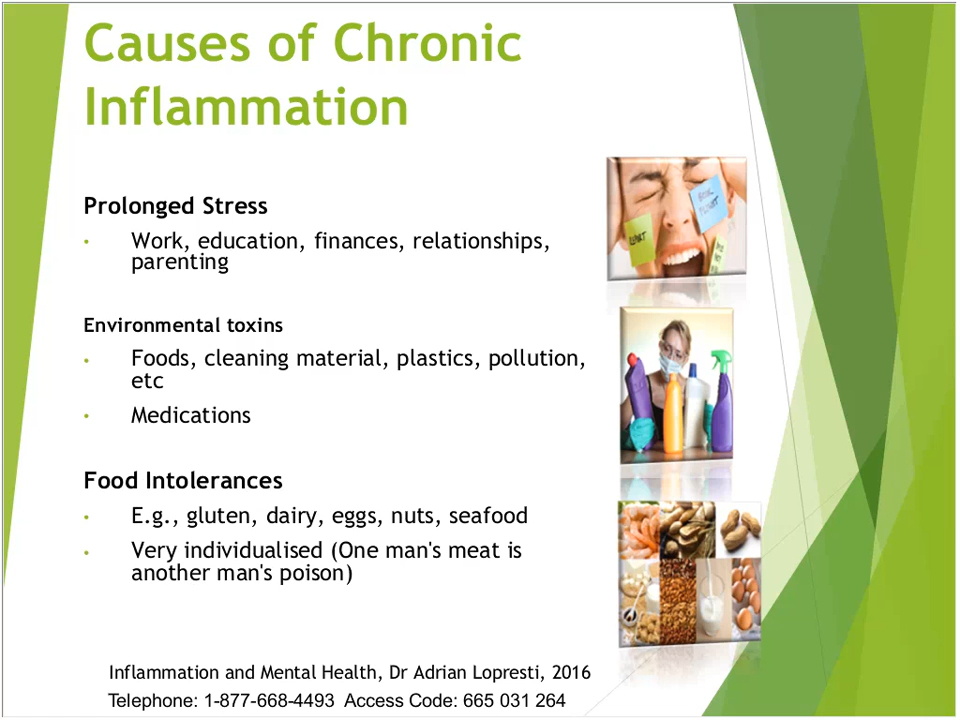 Causes of Chronic
Inflammation
Prolonged Stress
• Work, education, finances, relationships,
parenting
Environmental toxins
• Foods, cleaning material, plastics, pollution,
etc
• Medications
Food Intolerances
• E.g., gluten, dairy, eggs, nuts, seafood
• Very individualised (One man's meat is
another man's poison)
Inflammation and Mental Health, Dr Adrian Lopresti, 2016
Telephone: 1-877-668-4493 Access Code: 665 031 264